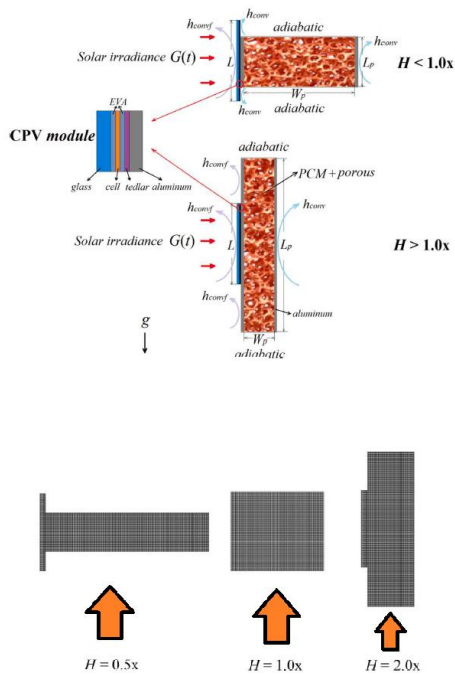 h_convf
h_conv
adiabatic
Solar irradiance G(t)
L
L_p
h_conv
H < 1.0x
W_p
h_conv
adiabatic
EVA
CPV module
glass
cell
tedlar
aluminum
adiabatic
h_convf
PCM + porous
h_conv
Solar irradiance G(t)
L
L_p
H > 1.0x
h_convf
aluminum
g
W_p
adiabatic
H = 0.5x
H = 1.0x
H = 2.0x